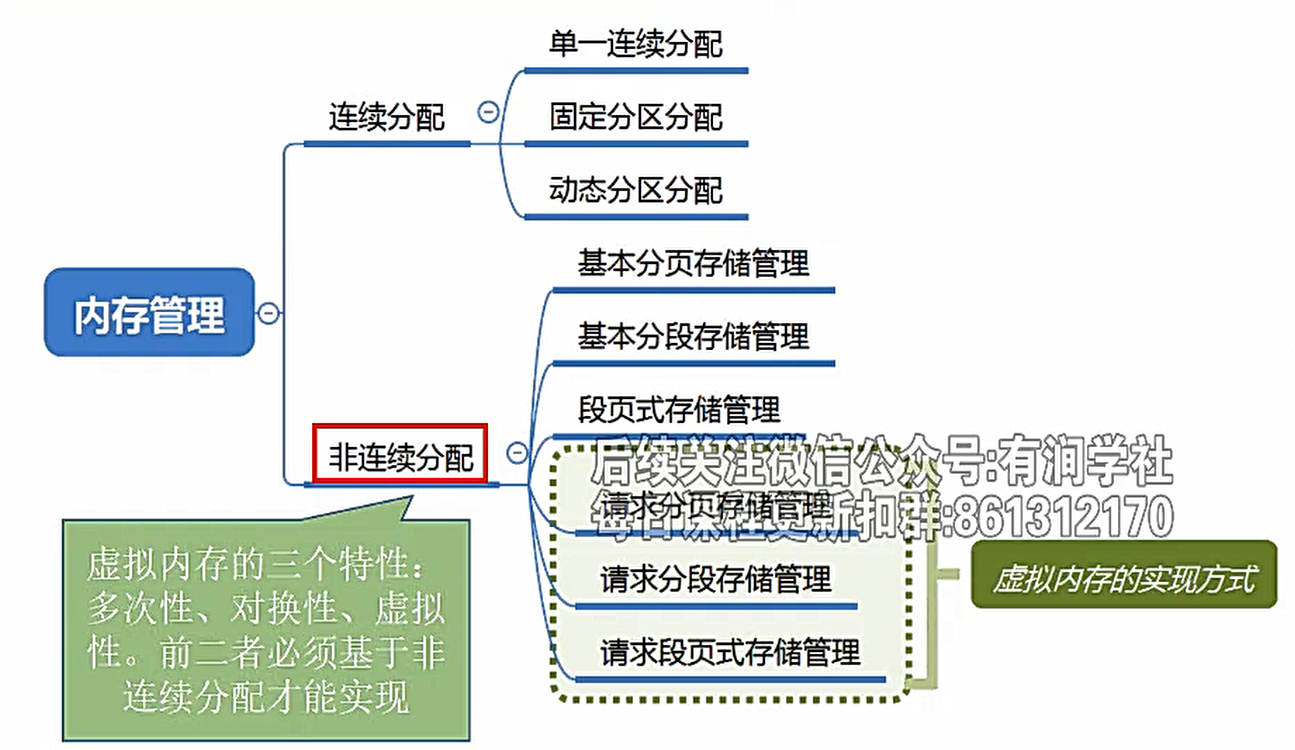 单一连续分配
连续分配
固定分区分配
动态分区分配
基本分页存储管理
内存管理
基本分段存储管理
段页式存储管理
非连续分配
后续关注微信公众号:有润学社
请求分页存储管理
每日课程更新扣群:861312170
虚拟内存的三个特性：
多次性、对换性、虚拟
性。前二者必须基于非
连续分配才能实现
请求分段存储管理
虚拟内存的实现方式
请求段页式存储管理